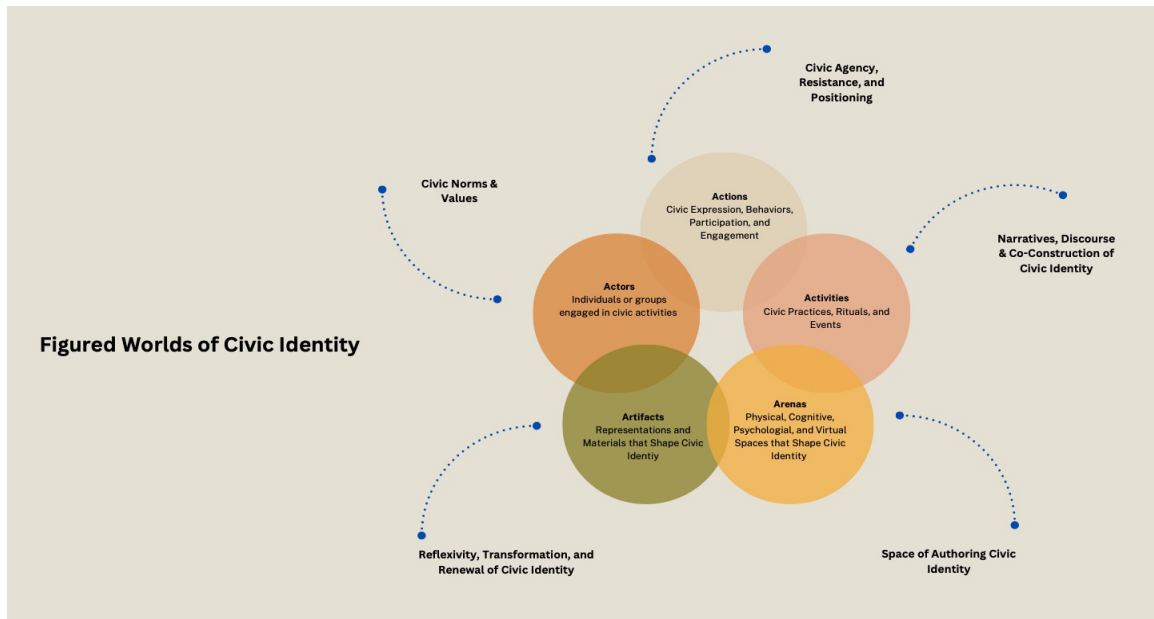 Civic Agency,
Resistance, and
Positioning
Civic Norms &
Values
Actions
Civic Expression, Behaviors,
Participation, and
Engagement
Narratives, Discourse
& Co-Construction of
Civic Identity
Actors
Individuals or groups
engaged in civic activities
Activities
Civic Practices, Rituals, and
Events
Figured Worlds of Civic Identity
Artifacts
Representations and
Materials that Shape Civic
Identiy
Arenas
Physical, Cognitive,
Psychologial, and Virtual
Spaces that Shape Civic
Identity
Reflexivity, Transformation, and
Renewal of Civic Identity
Space of Authoring Civic
Identity